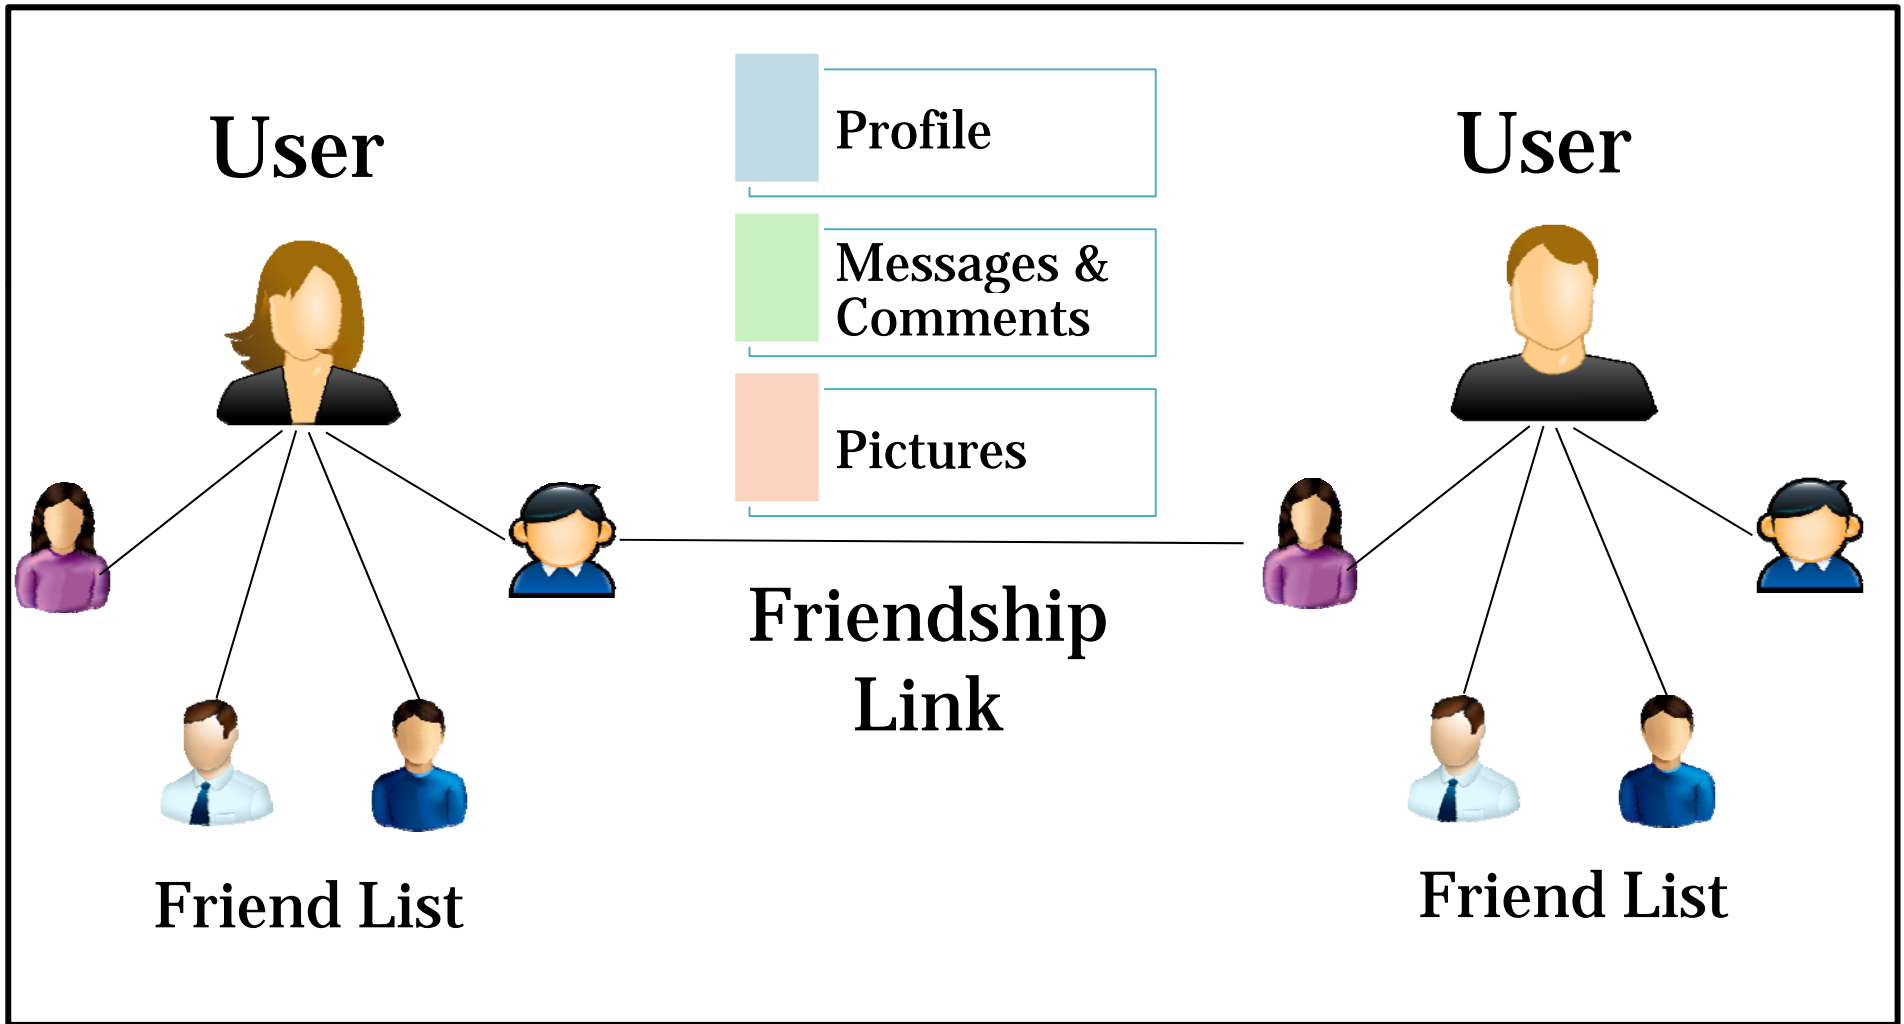 User
Profile
Messages &
Comments
Pictures
User
Friendship
Link
Friend List
Friend List